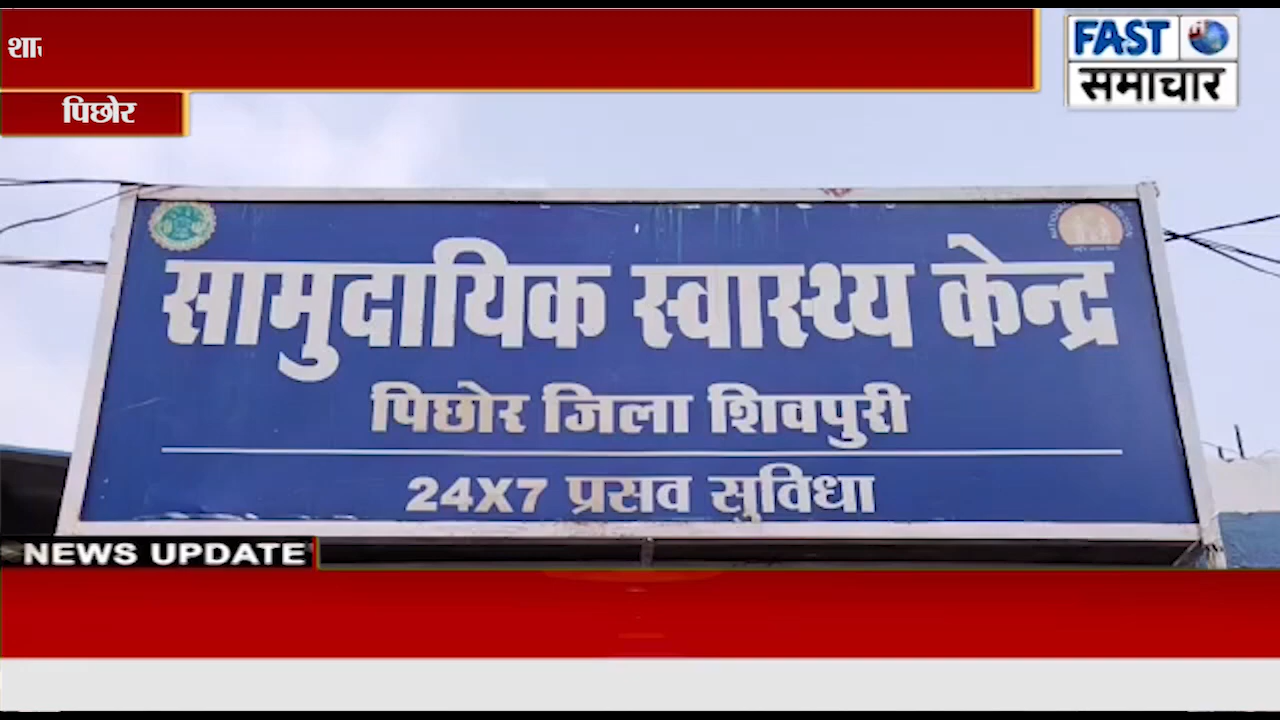 FAST
समाचार
पिछोर
सामुदायिक स्वास्थ्य केन्द्र
पिछोर जिला शिवपुरी
24X7 प्रसव सुविधा
NEWS UPDATE